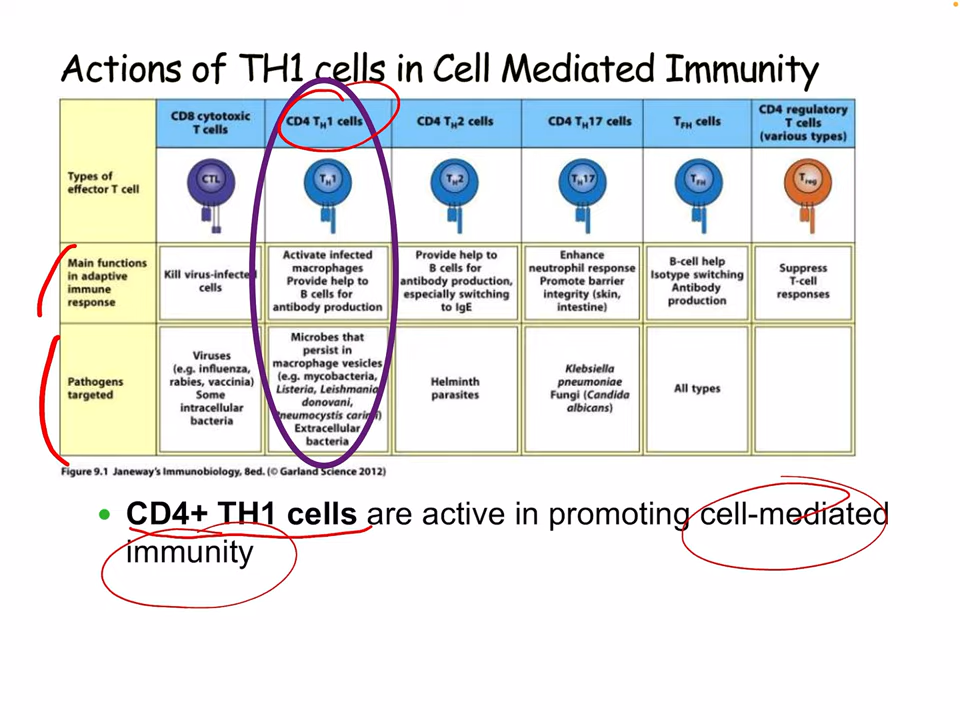 Actions of TH1 cells in Cell Mediated Immunity
CD8 cytotoxic
T cells
CD4 TH1 cells
CD4 TH2 cells
CD4 TH17 cells
TFH cells
CD4 regulatory
T cells
(various types)
Types of
effector T cell
CTL
TH1
TH2
TH17
TFH
Treg
Main functions
in adaptive
immune
response
Kill virus-infected
cells
Activate infected
macrophages
Provide help to
B cells for
antibody production
Provide help to
B cells for
antibody production,
especially switching
to IgE
Enhance
neutrophil response
Promote barrier
integrity (skin,
intestine)
B-cell help
Isotype switching
Antibody
production
Suppress
T-cell
responses
Pathogens
targeted
Viruses
(e.g. influenza,
rabies, vaccinia)
Some
intracellular
bacteria
Microbes that
persist in
macrophage vesicles
(e.g. mycobacteria,
Listeria, Leishmania
donovani,
Pneumocystis carinii)
Extracellular
bacteria
Helminth
parasites
Klebsiella
pneumoniae
Fungi (Candida
albicans)
All types
Figure 9.1 Janeway's Immunobiology, 8ed. (© Garland Science 2012)
• CD4+ TH1 cells are active in promoting cell-mediated
immunity